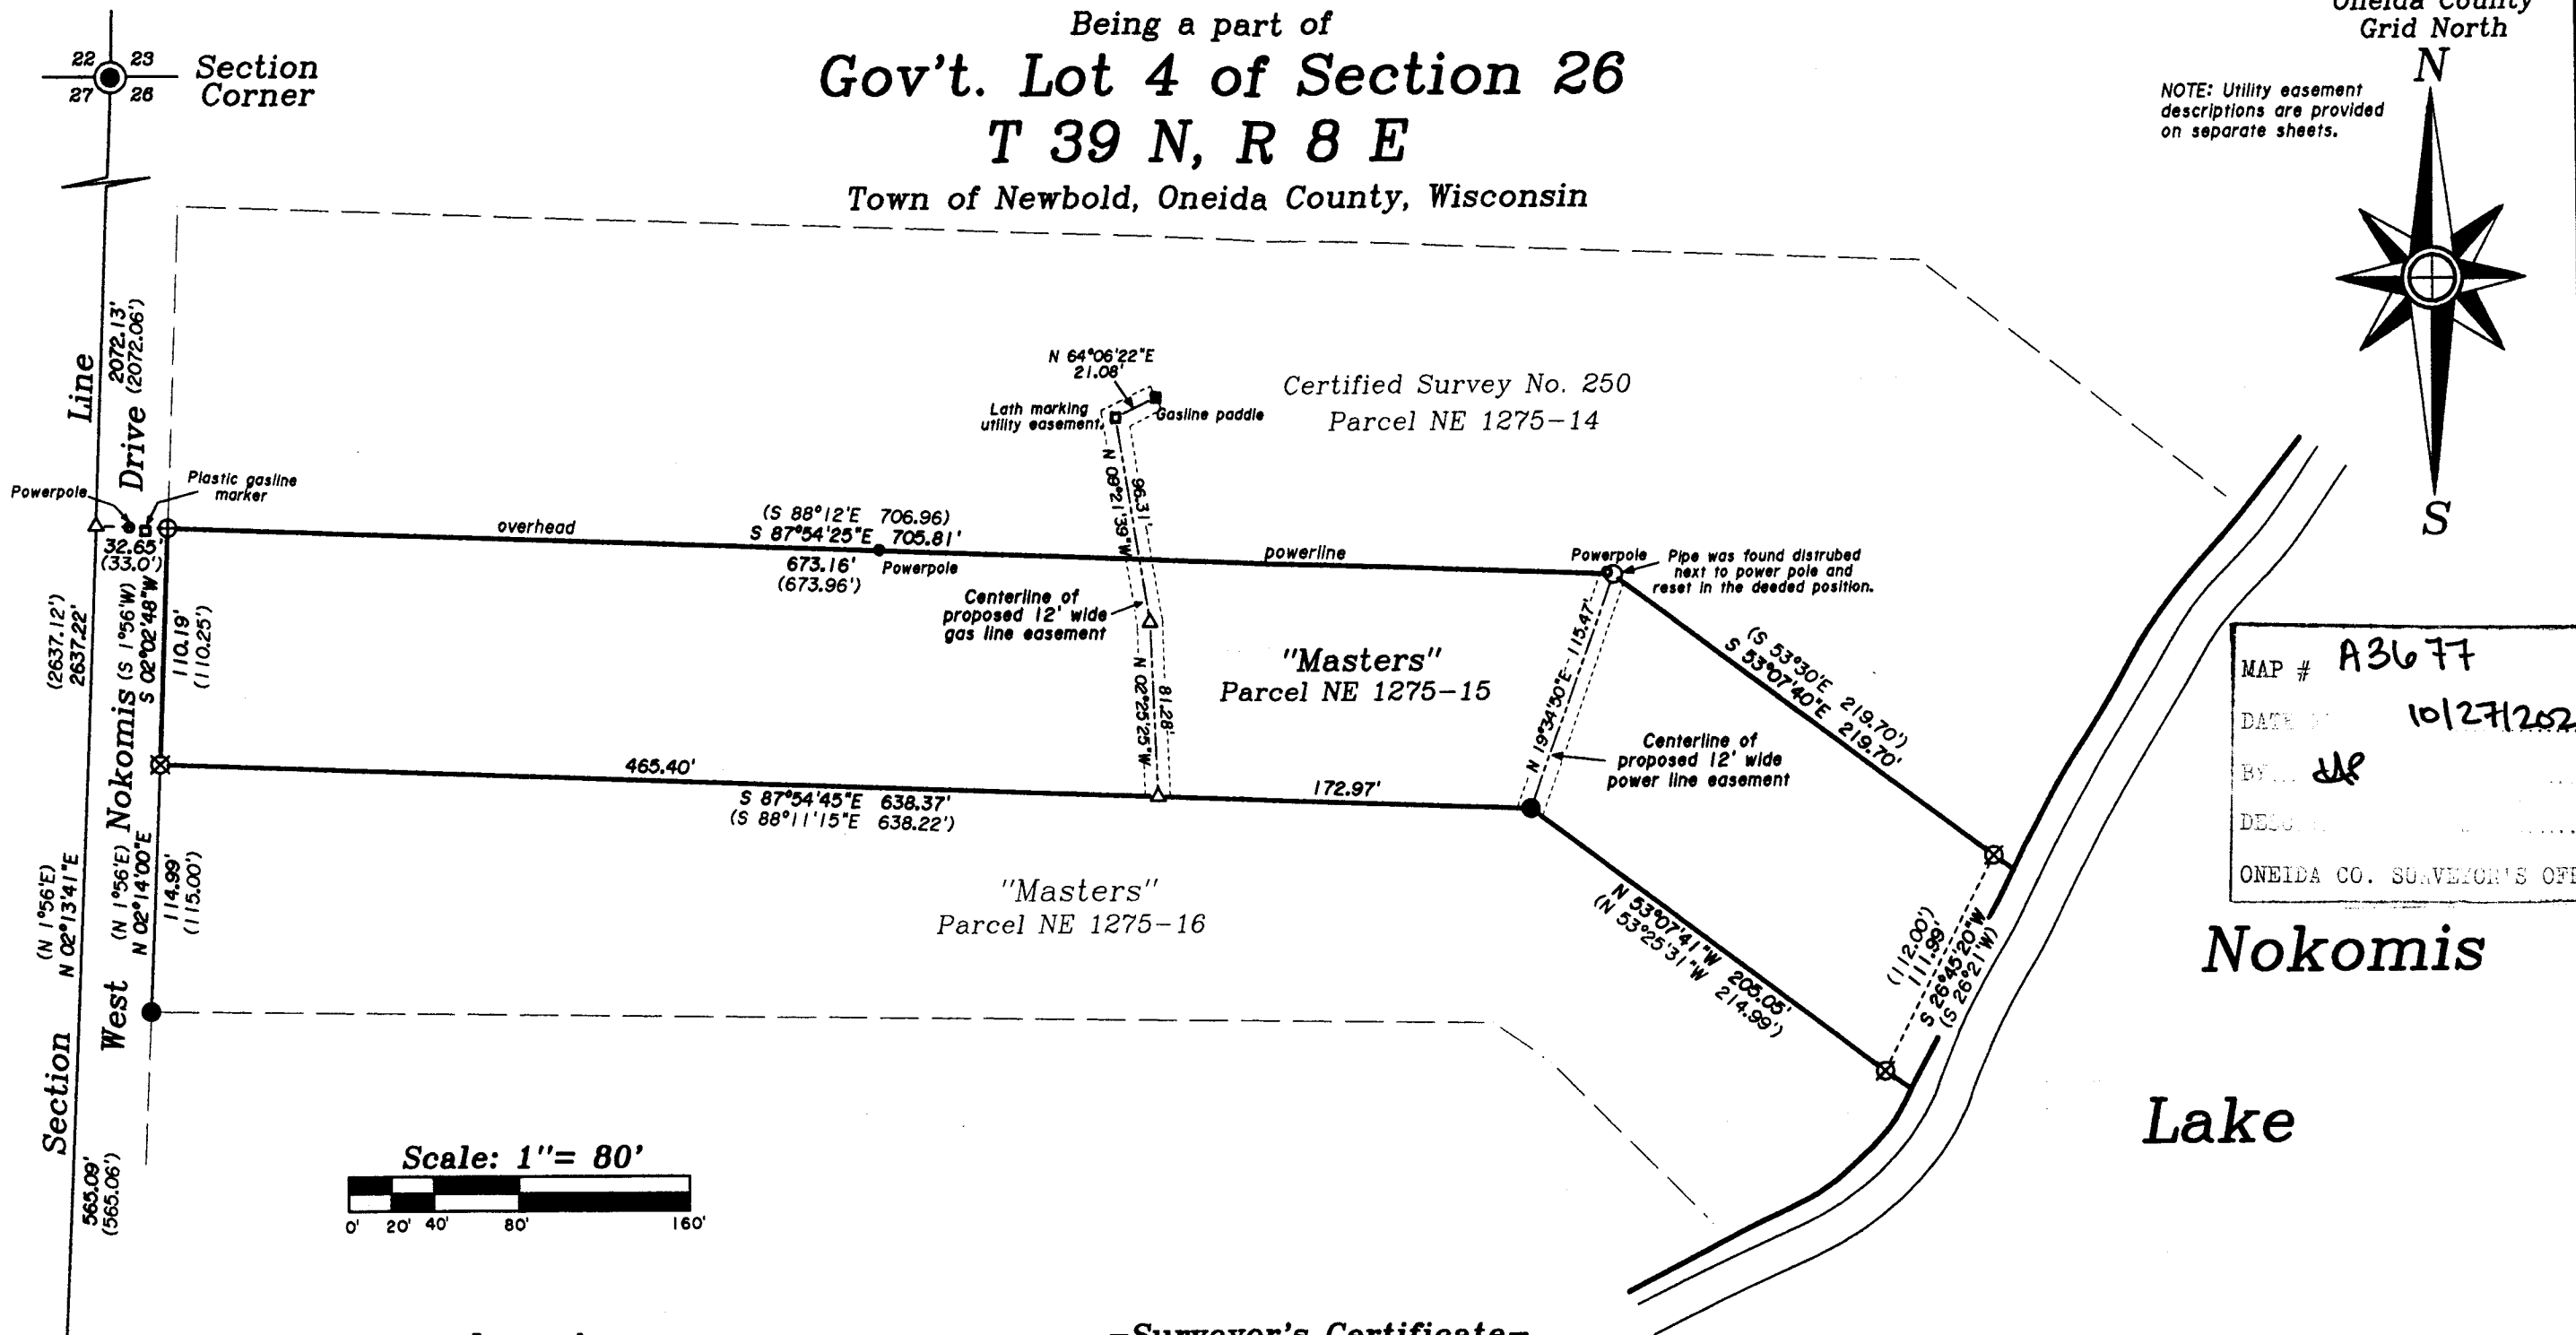 Being a part of
Gov't. Lot 4 of Section 26
T 39 N, R 8 E
Town of Newbold, Oneida County, Wisconsin
Oneida County
Grid North
N
NOTE: Utility easement
descriptions are provided
on separate sheets.
S
22 23
27 26
Section
Corner
Line
2072.13'
(2072.06')
Drive
Powerpole
Plastic gasline
marker
32.65'
(33.0')
overhead
(S 88°12'E 706.96)
S 87°54'25"E 705.81'
673.16'
(673.96')
Powerpole
powerline
N 64°06'22"E
21.08'
Lath marking
utility easement.
Gasline paddle
N 09°21'39"W
96.31'
Certified Survey No. 250
Parcel NE 1275-14
Powerpole
Pipe was found distrubed
next to power pole and
reset in the deeded position.
Centerline of
proposed 12' wide
gas line easement
N 02°25'25"W
81.28'
"Masters"
Parcel NE 1275-15
N 19°34'50"E 115.47'
Centerline of
proposed 12' wide
power line easement
(S 53°30'E 219.70')
S 53°07'40"E 219.70'
(2637.12')
2637.22'
Nokomis
(S 1°56'W)
S 02°02'48"W
110.19'
(110.25')
465.40'
172.97'
S 87°54'45"E 638.37'
(S 88°11'15"E 638.22')
(N 1°56'E)
N 02°13'41"E
(N 1°56'E)
N 02°14'00"E
114.99'
(115.00')
West
"Masters"
Parcel NE 1275-16
N 53°07'41"W 205.05'
(N 53°25'31"W 214.99')
(112.00')
111.99'
S 26°45'20"W
(S 26°21'W)
MAP # A3677
DATE 10/27/202
BY
ONEIDA CO. SURVEYOR'S OFF
Nokomis
Lake
Section
565.09'
(565.06')
Scale: 1"= 80'
0' 20' 40' 80' 160'
-Surveyor's Certificate-